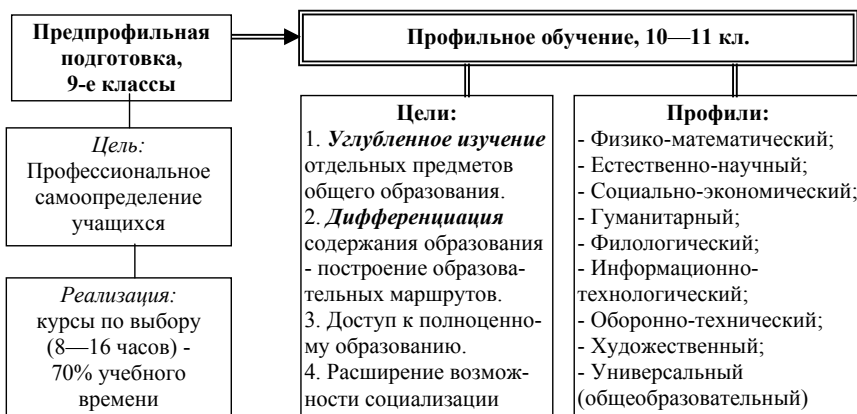 Предпрофильная
подготовка,
9-е классы
Профильное обучение, 10—11 кл.
Цель:
Профессиональное
самоопределение
учащихся
Реализация:
курсы по выбору
(8—16 часов) -
70% учебного
времени
Цели:
1. Углубленное изучение
отдельных предметов
общего образования.
2. Дифференциация
содержания образования
- построение образова-
тельных маршрутов.
3. Доступ к полноценно-
му образованию.
4. Расширение возмож-
ности социализации
Профили:
- Физико-математический;
- Естественно-научный;
- Социально-экономический;
- Гуманитарный;
- Филологический;
- Информационно-
технологический;
- Оборонно-технический;
- Художественный;
- Универсальный
(общеобразовательный)